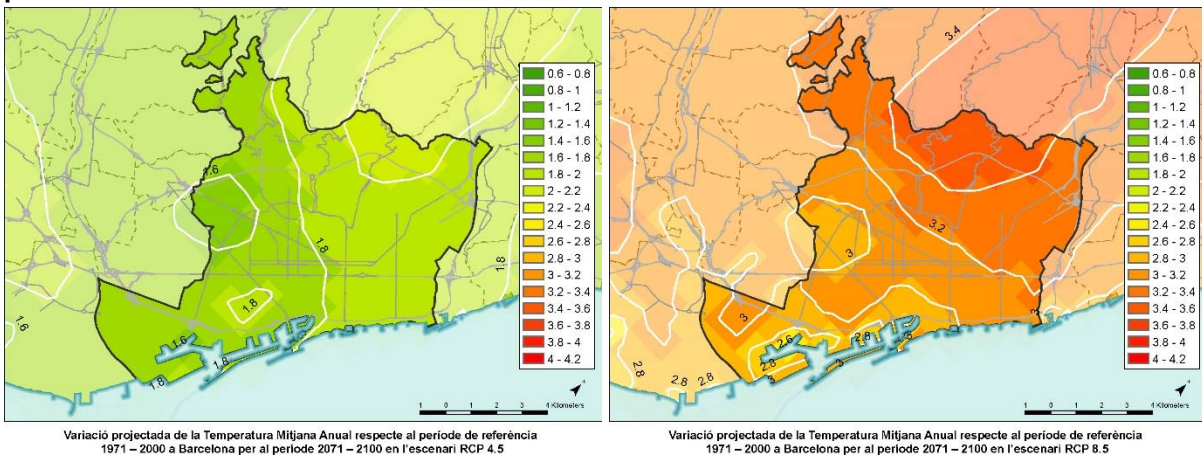 1.6
1.8
1.8
1.8
1.6
1.6
1.8
1.8
0.6 - 0.8
0.8 - 1
1 - 1.2
1.2 - 1.4
1.4 - 1.6
1.6 - 1.8
1.8 - 2
2 - 2.2
2.2 - 2.4
2.4 - 2.6
2.6 - 2.8
2.8 - 3
3 - 3.2
3.2 - 3.4
3.4 - 3.6
3.6 - 3.8
3.8 - 4
4 - 4.2
1 0 1 2 3 4 Kilometers
Variació projectada de la Temperatura Mitjana Anual respecte al període de referència
1971 – 2000 a Barcelona per al període 2071 – 2100 en l'escenari RCP 4.5
3.4
3.2
3
3
2.6
2.8
2.8
3
3
3
3
2.8
2.8
2.8
0.6 - 0.8
0.8 - 1
1 - 1.2
1.2 - 1.4
1.4 - 1.6
1.6 - 1.8
1.8 - 2
2 - 2.2
2.2 - 2.4
2.4 - 2.6
2.6 - 2.8
2.8 - 3
3 - 3.2
3.2 - 3.4
3.4 - 3.6
3.6 - 3.8
3.8 - 4
4 - 4.2
1 0 1 2 3 4 Kilometers
Variació projectada de la Temperatura Mitjana Anual respecte al període de referència
1971 – 2000 a Barcelona per al període 2071 – 2100 en l'escenari RCP 8.5